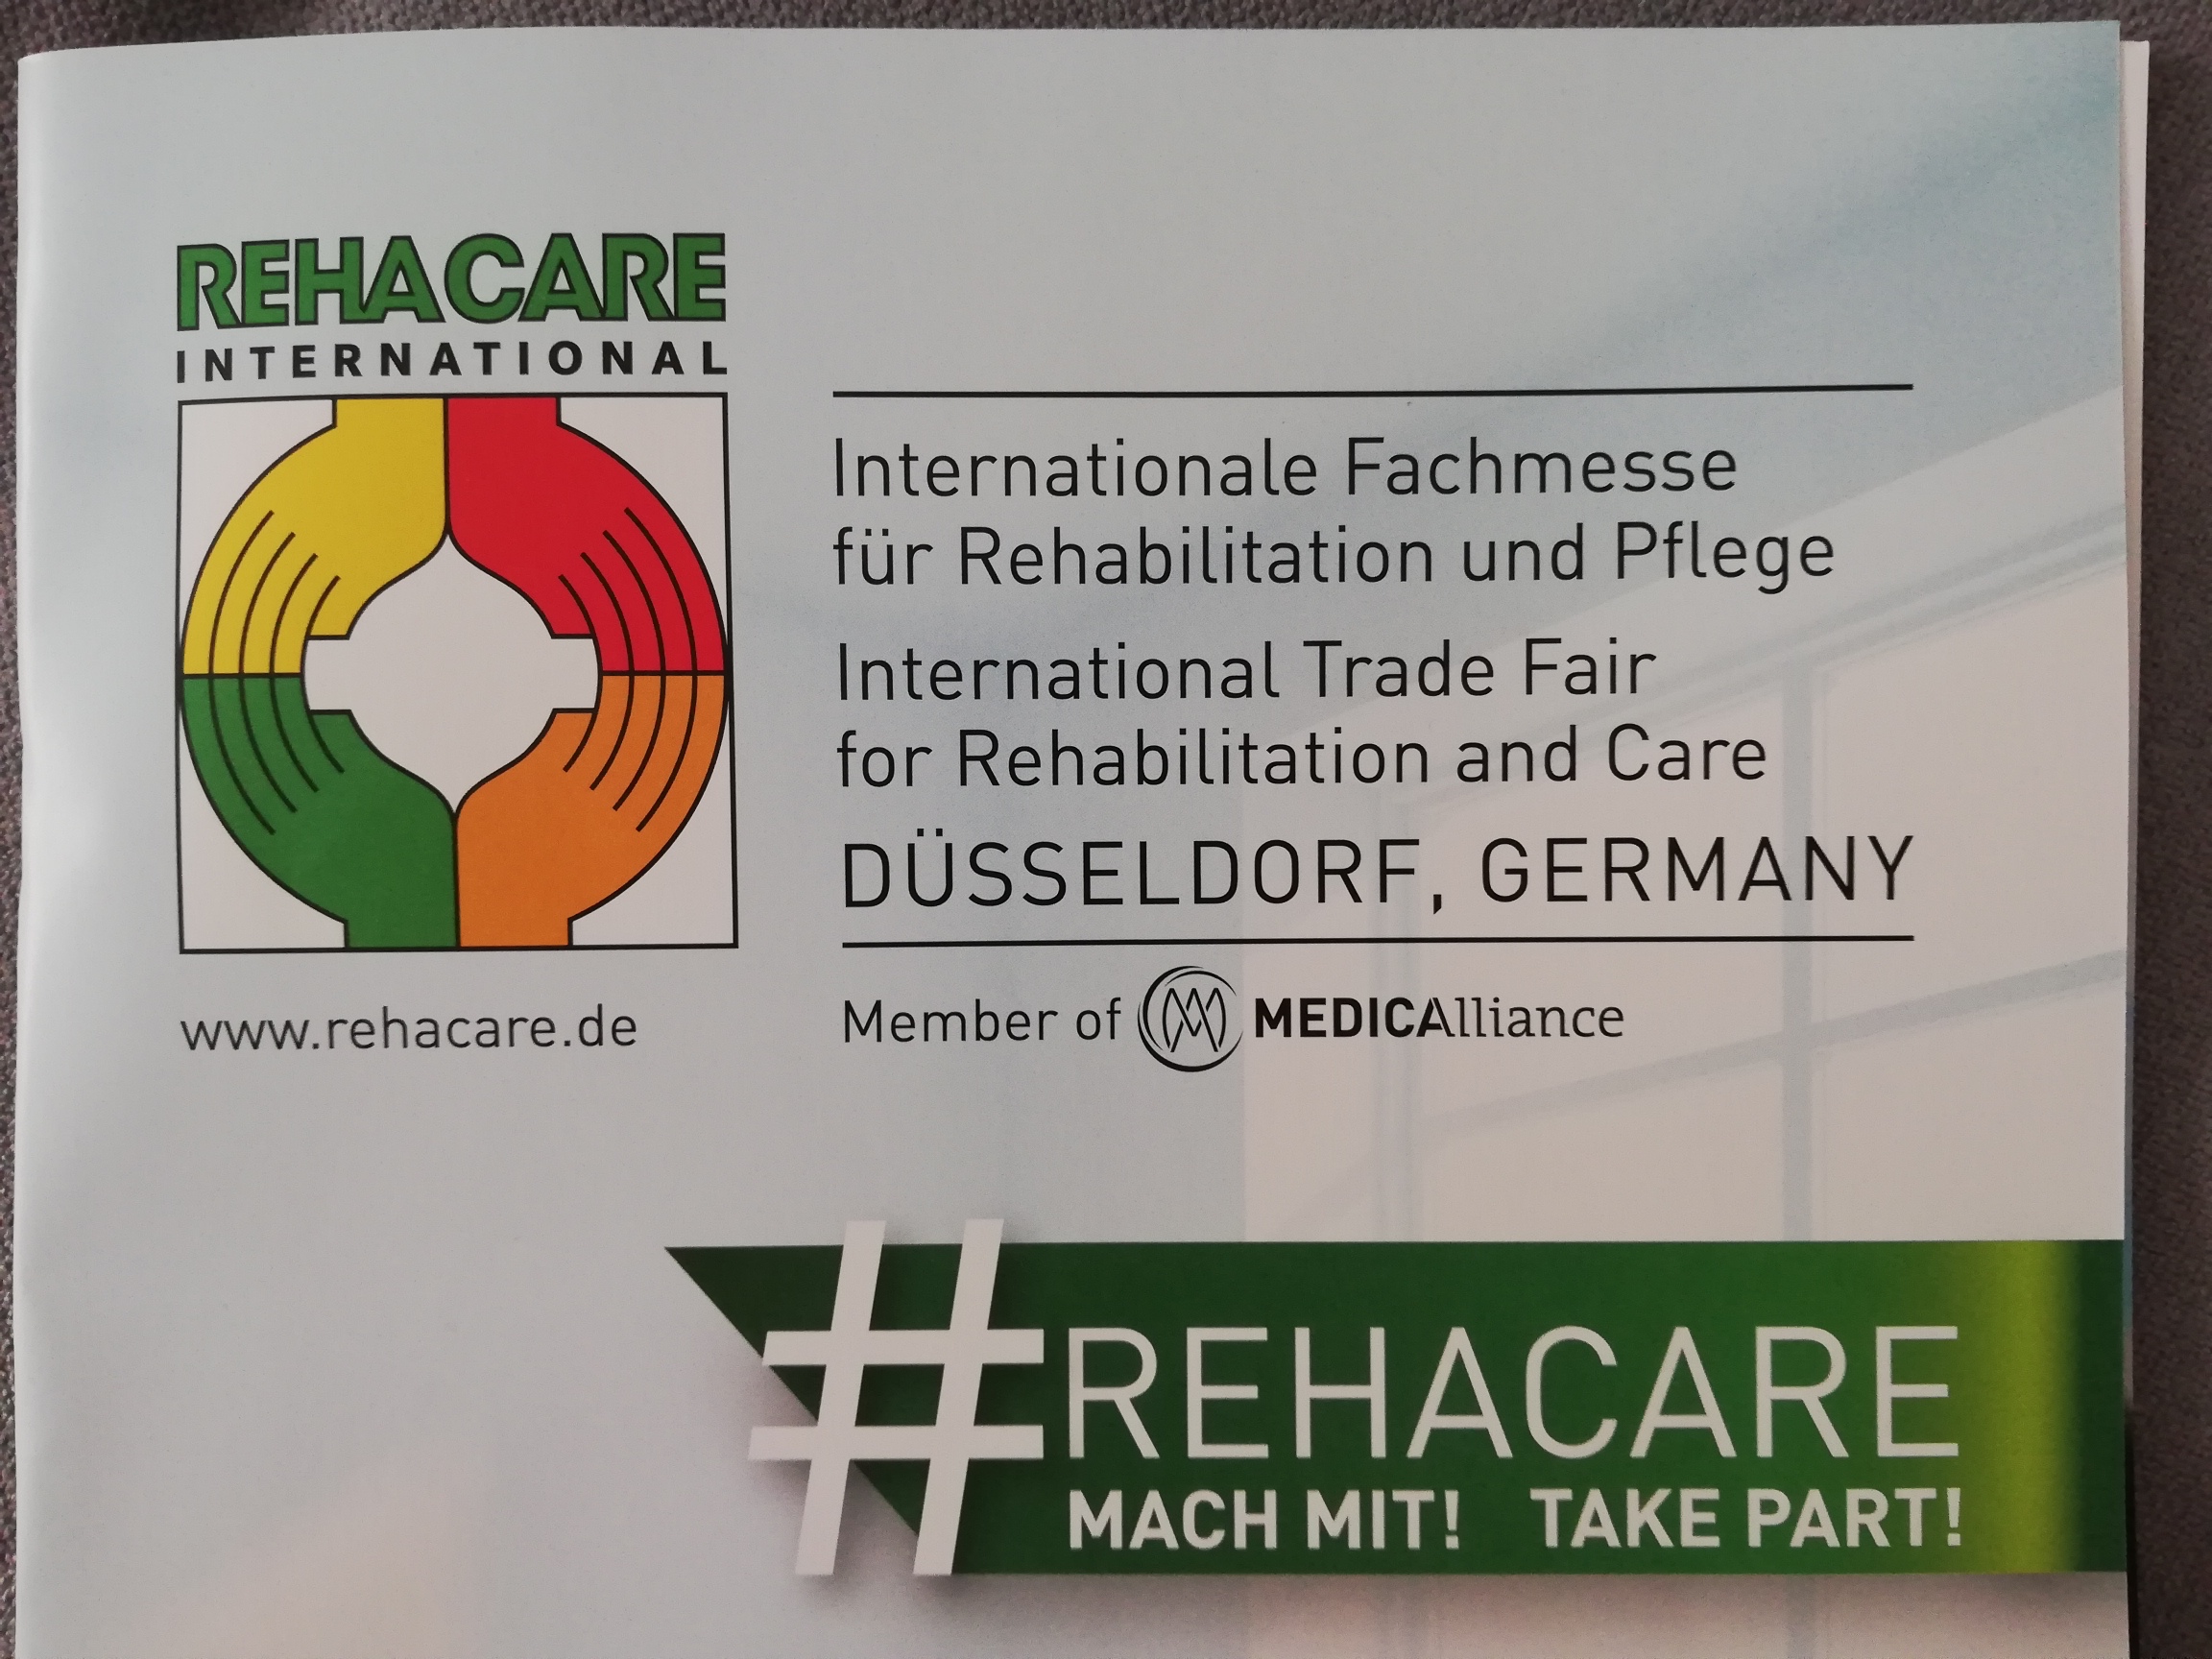 REHACARE
INTERNATIONAL
www.rehacare.de
Internationale Fachmesse
für Rehabilitation und Pflege
International Trade Fair
for Rehabilitation and Care
DÜSSELDORF, GERMANY
Member of MEDICAlliance
#REHACARE
MACH MIT! TAKE PART!